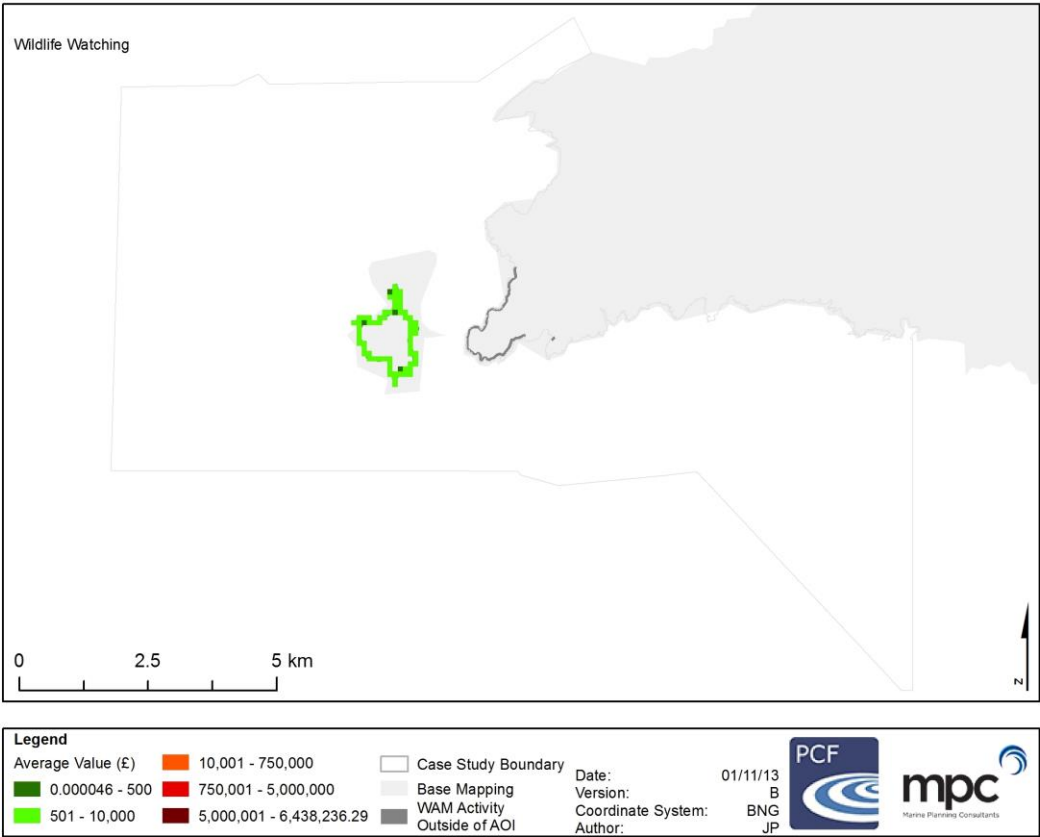 Wildlife Watching
0 2.5 5 km
z
Legend
Average Value (£)
0.000046 - 500
501 - 10,000
10,001 - 750,000
750,001 - 5,000,000
5,000,001 - 6,438,236.29
Case Study Boundary
Base Mapping
WAM Activity
Outside of AOI
Date: 01/11/13
Version: B
Coordinate System: BNG
Author: JP
PCF
mpc
Marine Planning Consultants